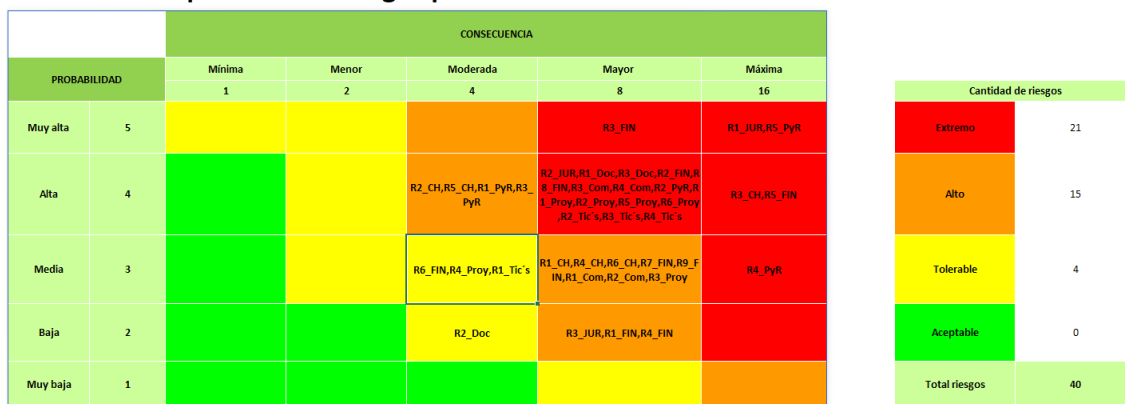 CONSECUENCIA
PROBABILIDAD
Mínima
Menor
Moderada
Mayor
Máxima
1
2
4
8
16
Cantidad de riesgos
Muy alta
5
R3_FIN
R1_JUR,R5_PyR
Extremo
21
Alta
4
R2_CH,R5_CH,R1_PyR,R3_
PyR
R2_JUR,R1_Doc,R3_Doc,R2_FIN,R
8_FIN,R3_Com,R4_Com,R2_PyR,R
1_Proy,R2_Proy,R5_Proy,R6_Proy
,R2_Tic´s,R3_Tic´s,R4_Tic´s
R3_CH,R5_FIN
Alto
15
Media
3
R6_FIN,R4_Proy,R1_Tic´s
R1_CH,R4_CH,R6_CH,R7_FIN,R9_F
IN,R1_Com,R2_Com,R3_Proy
R4_PyR
Tolerable
4
Baja
2
R2_Doc
R3_JUR,R1_FIN,R4_FIN
Aceptable
0
Muy baja
1
Total riesgos
40